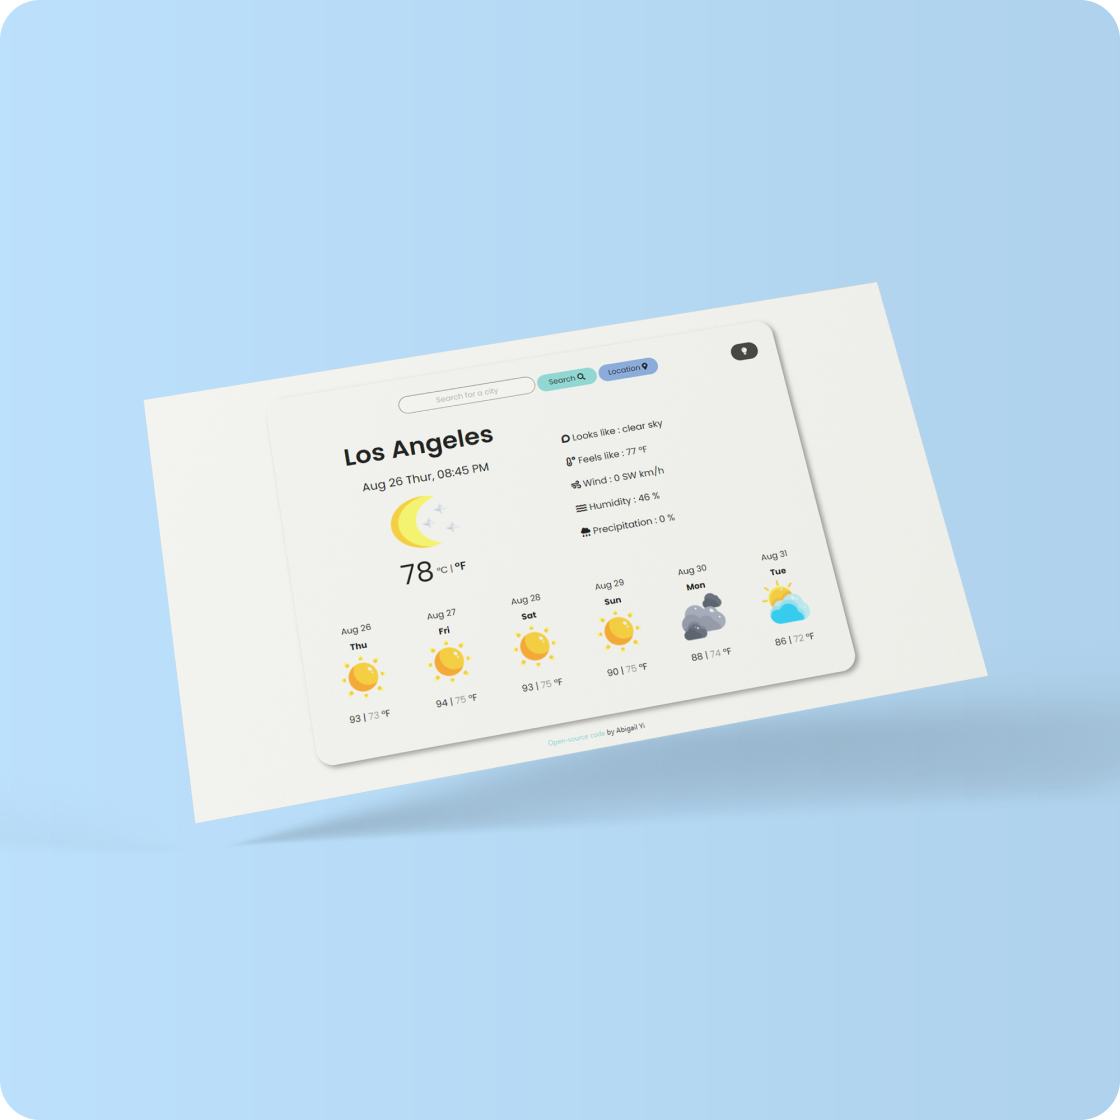 Search for a city
Search
Location
Los Angeles
Aug 26 Thur, 08:45 PM
78 °C | °F
Looks like : clear sky
Feels like : 77 °F
Wind : 0 SW km/h
Humidity : 46 %
Precipitation : 0 %
Aug 26
Thu
93 | 73 °F
Aug 27
Fri
94 | 75 °F
Aug 28
Sat
93 | 75 °F
Aug 29
Sun
90 | 75 °F
Aug 30
Mon
88 | 74 °F
Aug 31
Tue
86 | 72 °F
Open-source code by Abigail Yi